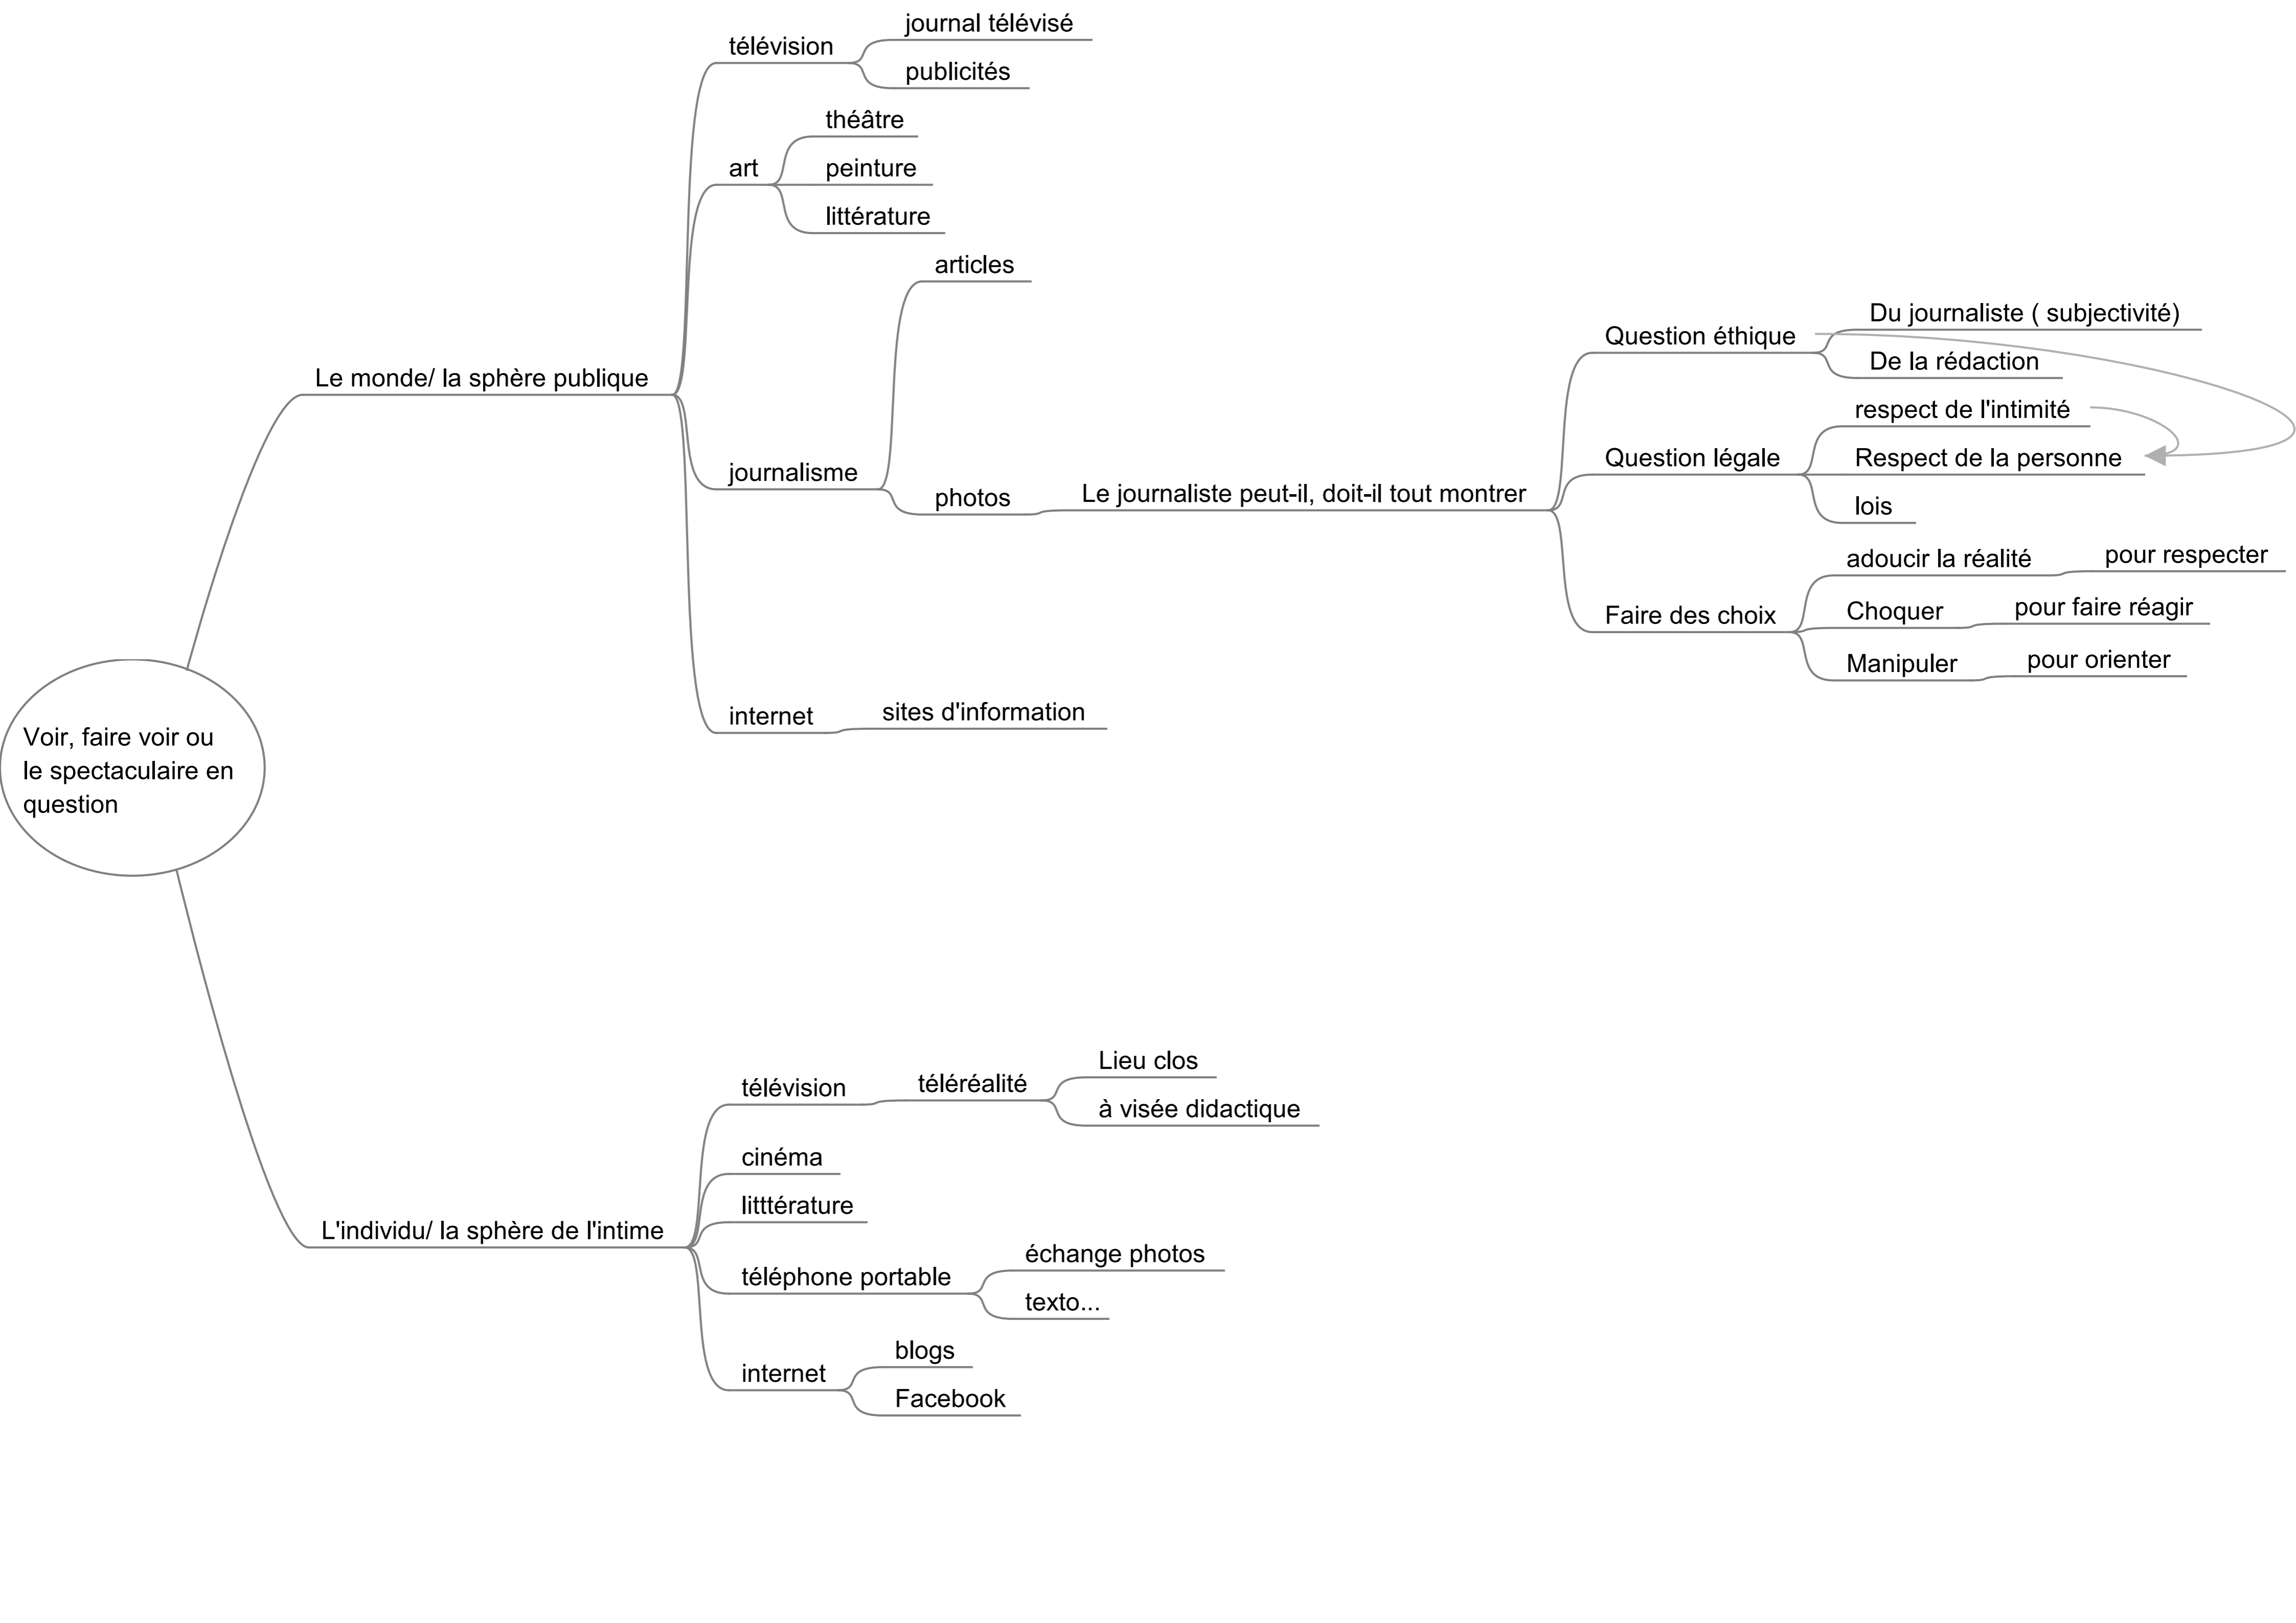 Voir, faire voir ou
le spectaculaire en
question
Le monde/ la sphère publique
télévision
journal télévisé
publicités
art
théâtre
peinture
littérature
journalisme
articles
photos
Le journaliste peut-il, doit-il tout montrer
Question éthique
Du journaliste ( subjectivité)
De la rédaction
Question légale
respect de l'intimité
Respect de la personne
lois
Faire des choix
adoucir la réalité
pour respecter
Choquer
pour faire réagir
Manipuler
pour orienter
internet
sites d'information
L'individu/ la sphère de l'intime
télévision
téléréalité
Lieu clos
à visée didactique
cinéma
litttérature
téléphone portable
échange photos
texto...
internet
blogs
Facebook